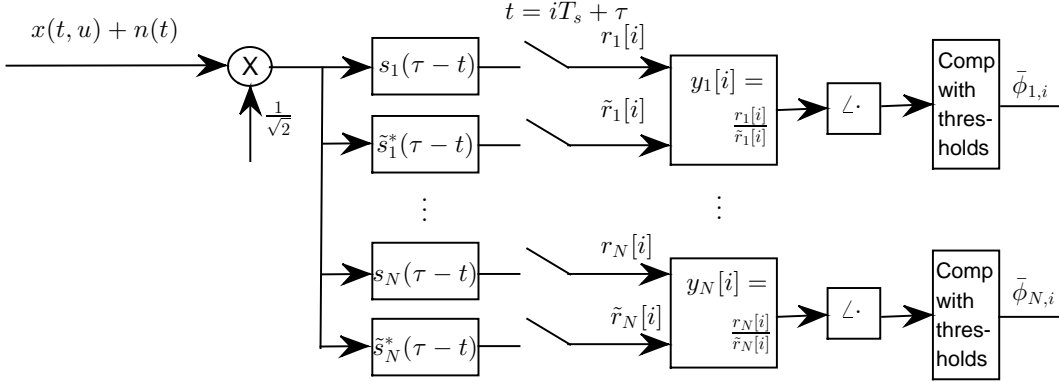 x(t, u) + n(t)
X
1/√2
t = iT_s + τ
s_1(τ − t)
r_1[i]
s̃_1^*(τ − t)
r̃_1[i]
y_1[i] =
r_1[i]/r̃_1[i]
∠·
Comp
with
thres-
holds
ϕ̄_{1,i}
⋮
⋮
s_N(τ − t)
r_N[i]
s̃_N^*(τ − t)
r̃_N[i]
y_N[i] =
r_N[i]/r̃_N[i]
∠·
Comp
with
thres-
holds
ϕ̄_{N,i}